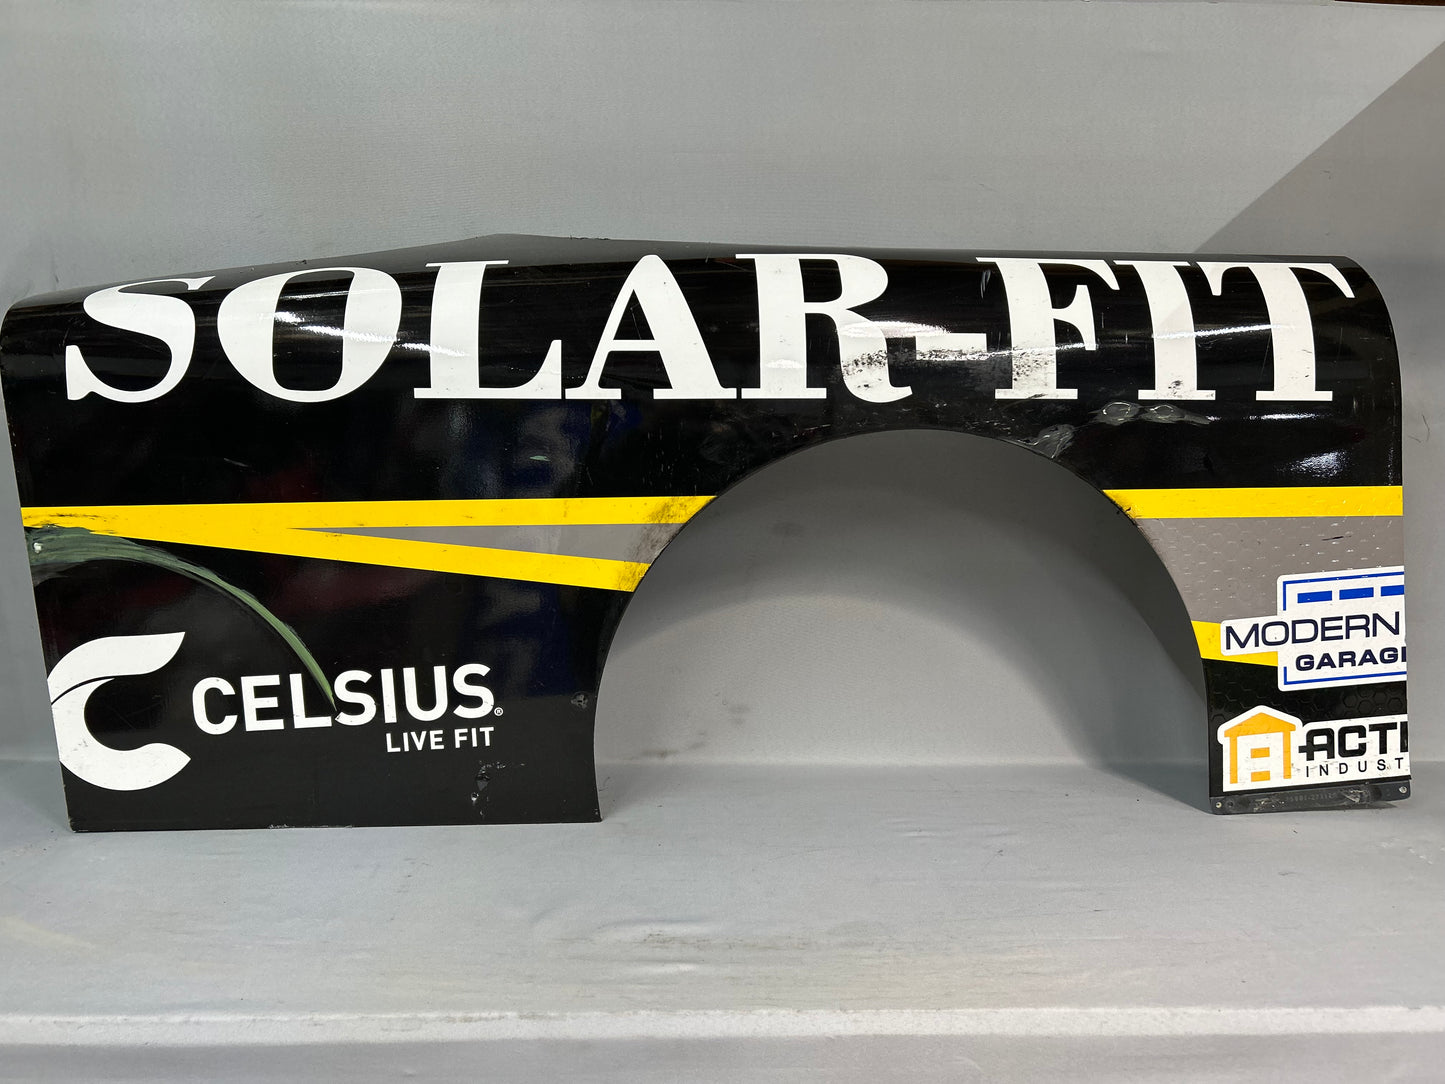 SOLAR-FIT
CELSIUS®
LIVE FIT
MODERN
GARAG
ACTI
INDUST